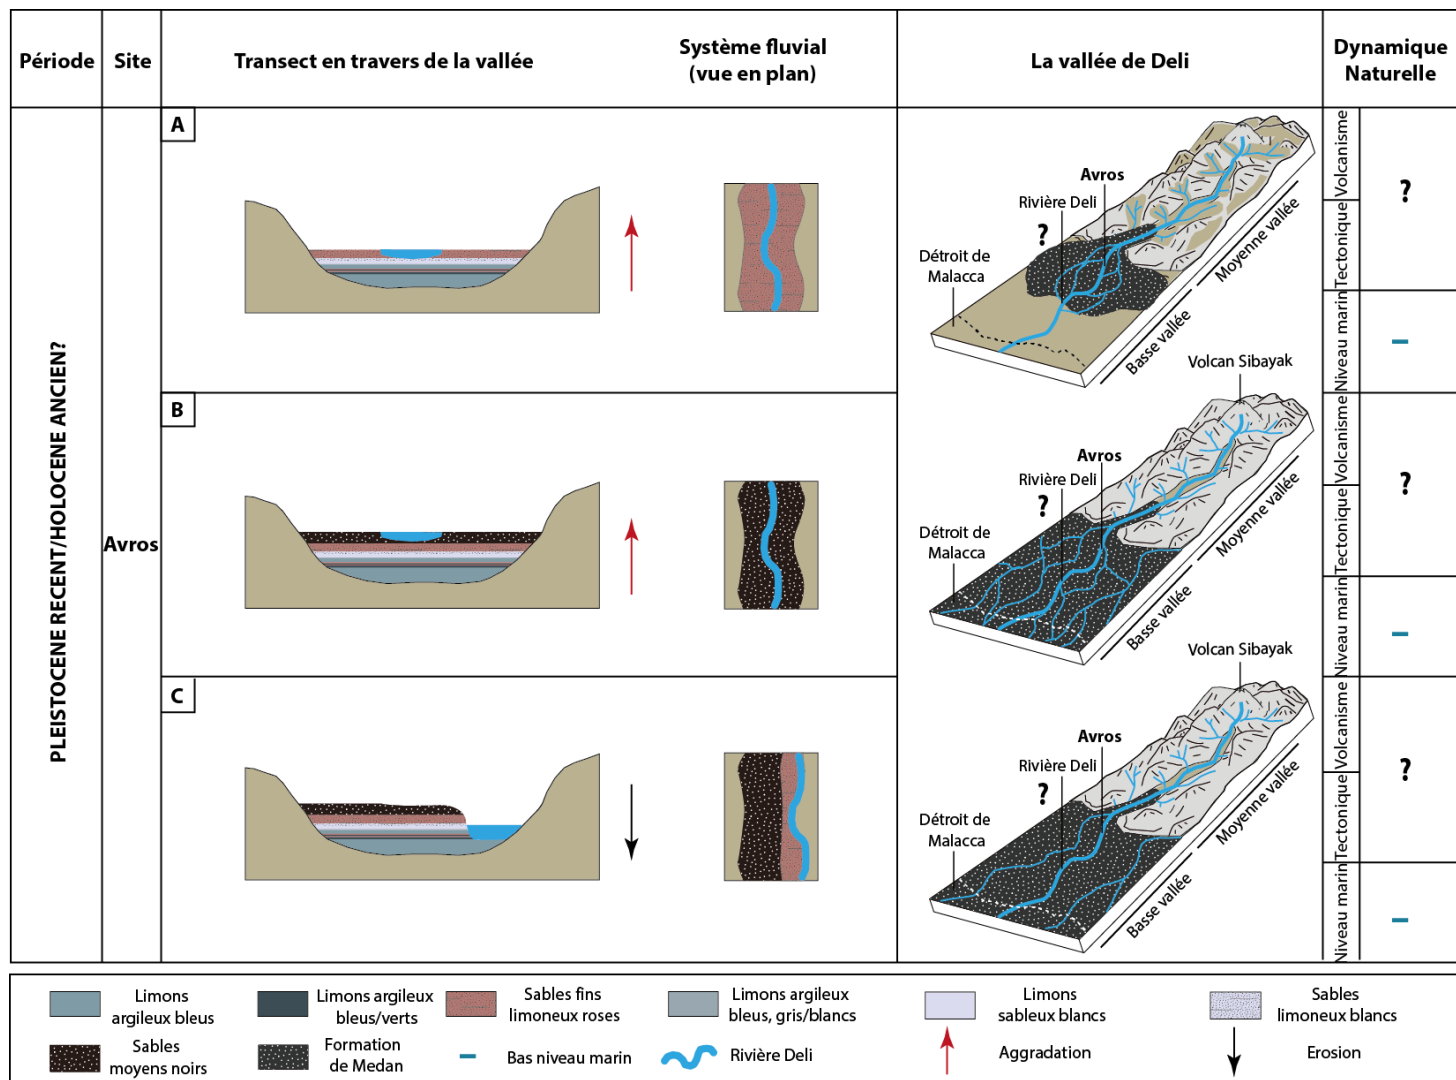 Période
Site
Transect en travers de la vallée
Système fluvial
(vue en plan)
La vallée de Deli
Dynamique
Naturelle
PLEISTOCENE RECENT/HOLOCENE ANCIEN?
Avros
A
Avros
Rivière Deli
?
Détroit de
Malacca
Moyenne vallée
Basse vallée
Volcanisme
Tectonique
Niveau marin
?
B
Volcan Sibayak
Avros
Rivière Deli
?
Détroit de
Malacca
Moyenne vallée
Basse vallée
Volcanisme
Tectonique
Niveau marin
?
C
Volcan Sibayak
Avros
Rivière Deli
?
Détroit de
Malacca
Moyenne vallée
Basse vallée
Volcanisme
Tectonique
Niveau marin
?
Limons
argileux bleus
Limons argileux
bleus/verts
Sables fins
limoneux roses
Limons argileux
bleus, gris/blancs
Limons
sableux blancs
Sables
limoneux blancs
Sables
moyens noirs
Formation
de Medan
Bas niveau marin
Rivière Deli
Aggradation
Erosion